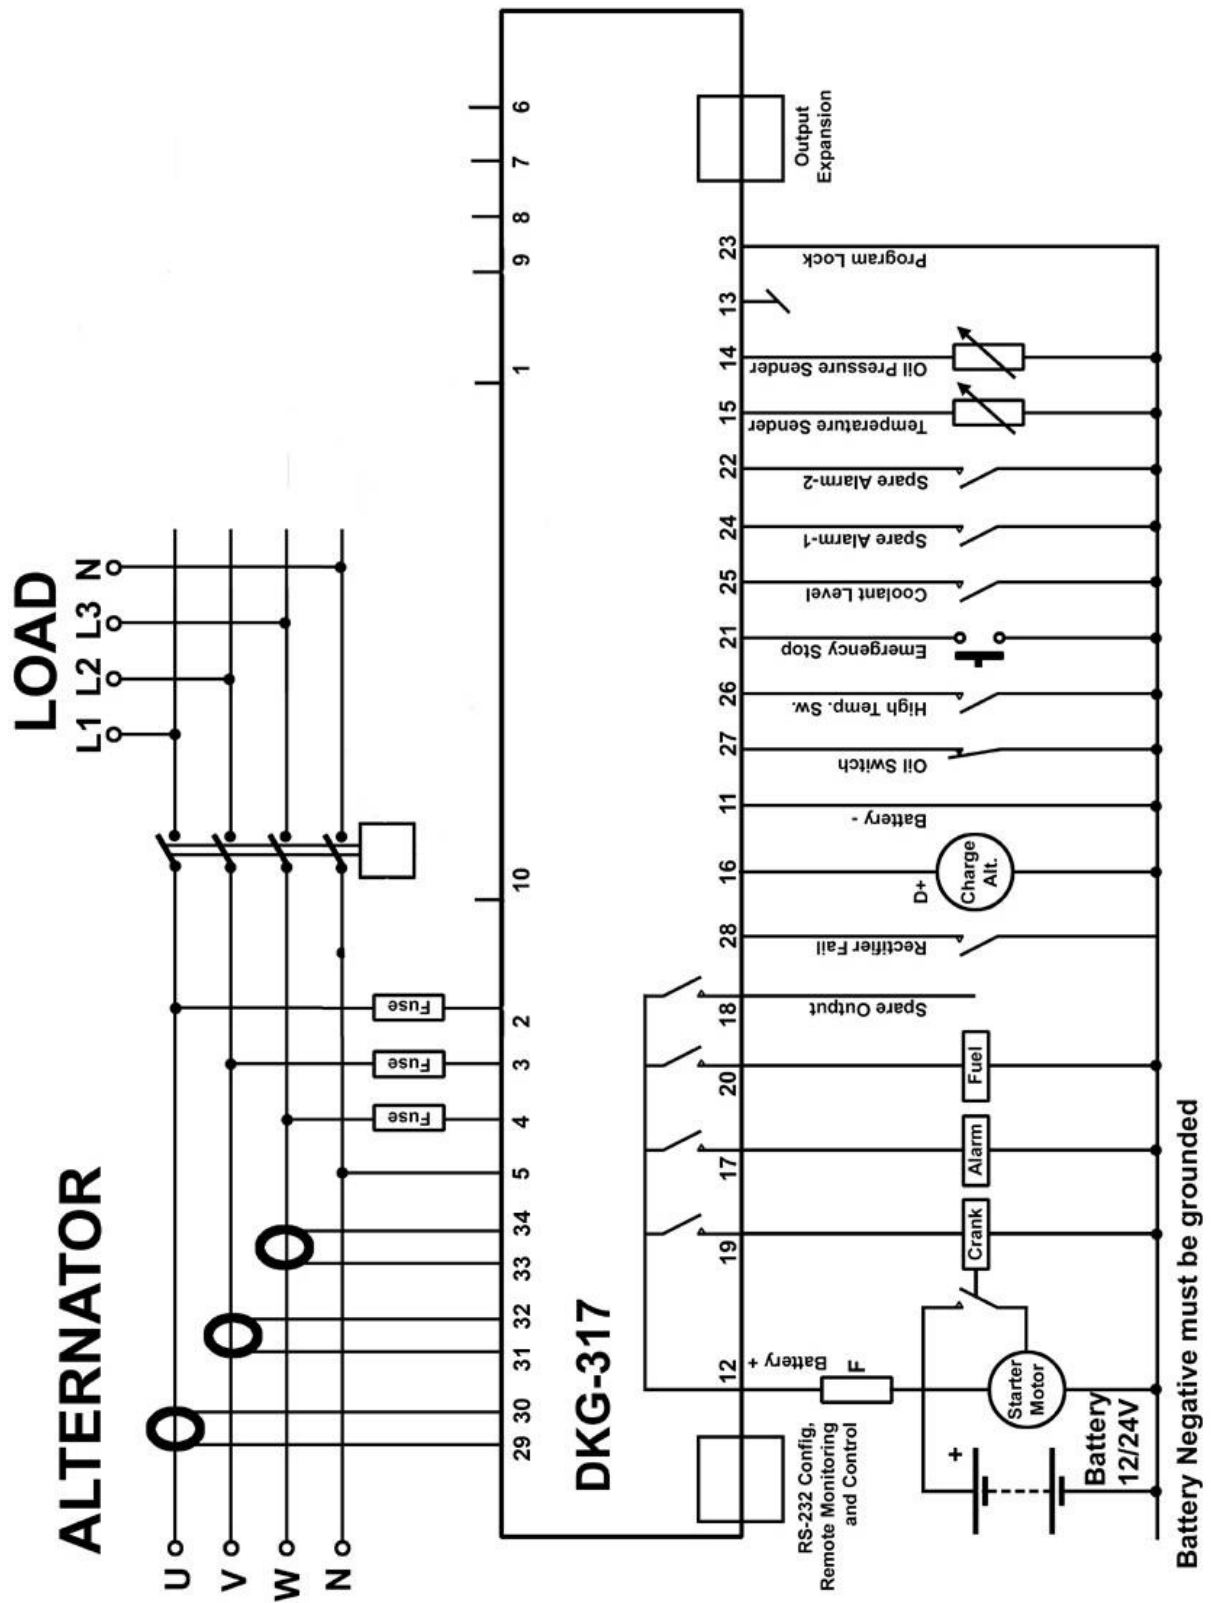 LOAD
ALTERNATOR
L1 L2 L3 N
U
V
W
N
Fuse Fuse Fuse
29 30 31 32 33 34 5 4 3 2 10 1 9 8 7 6
DKG-317
12 19 17 20 18 28 16 11 27 26 21 25 24 22 15 14 13 23
RS-232 Config,
Remote Monitoring
and Control
Battery +
F
Spare Output
Rectifier Fail
D+
Battery -
Oil Switch
High Temp. Sw.
Emergency Stop
Coolant Level
Spare Alarm-1
Spare Alarm-2
Temperature Sender
Oil Pressure Sender
Program Lock
Output
Expansion
+
Starter
Motor
Crank
Alarm
Fuel
Charge
Alt.
Battery
12/24V
Battery Negative must be grounded